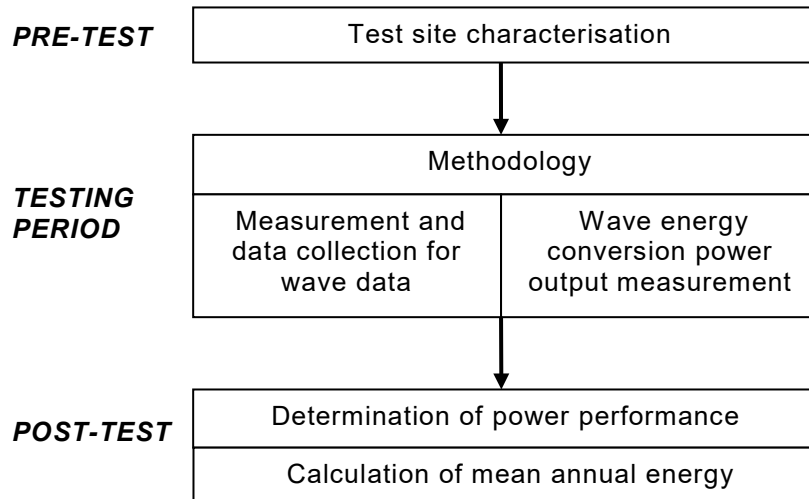 PRE-TEST
Test site characterisation
Methodology
TESTING
PERIOD
Measurement and
data collection for
wave data
Wave energy
conversion power
output measurement
POST-TEST
Determination of power performance
Calculation of mean annual energy